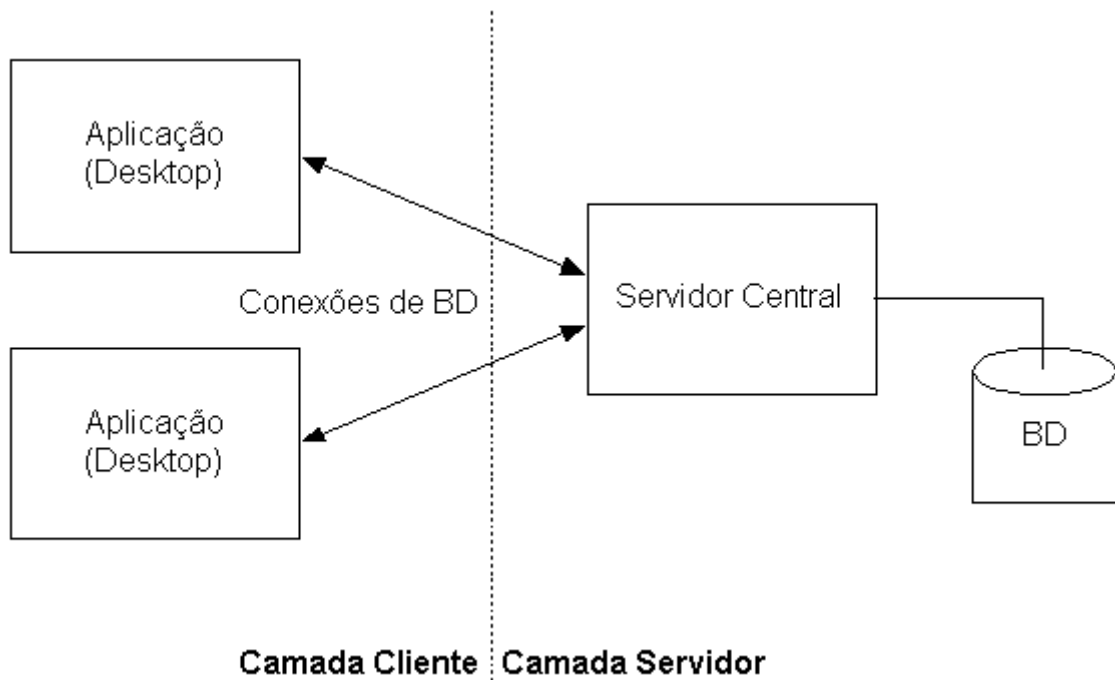 Aplicação
(Desktop)
Servidor Central
Conexões de BD
Aplicação
(Desktop)
BD
Camada Cliente
Camada Servidor